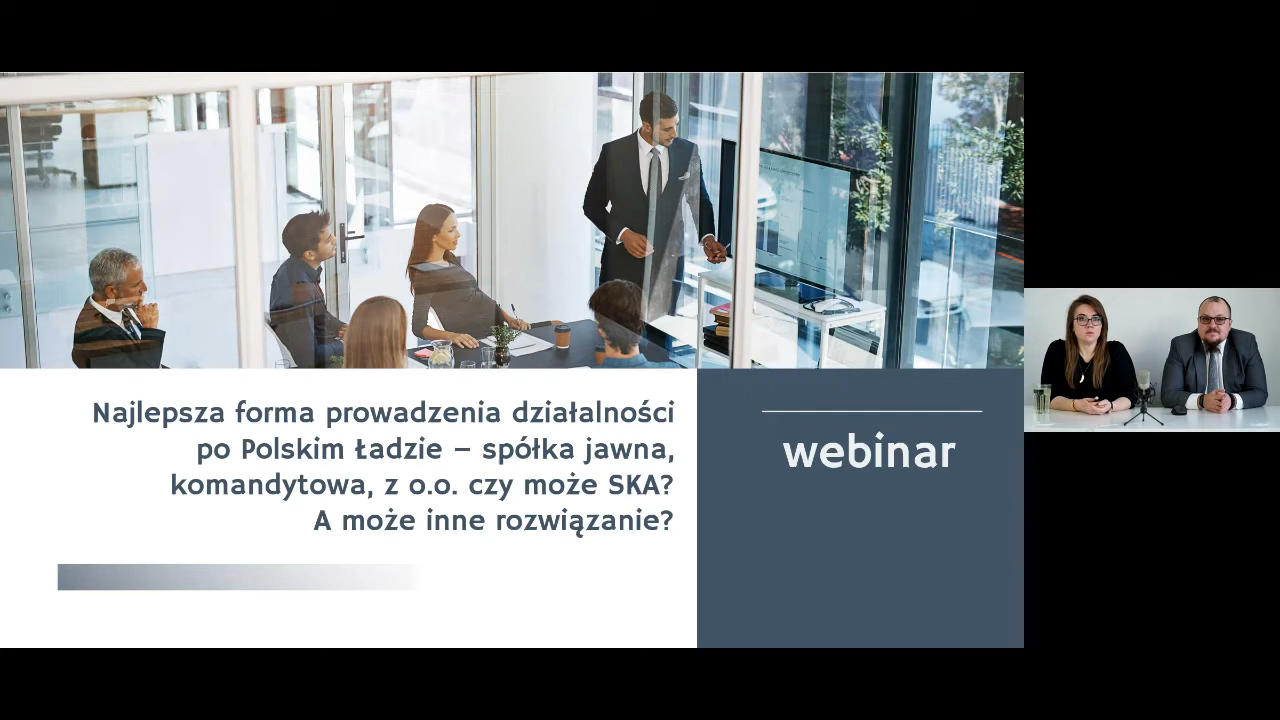 Najlepsza forma prowadzenia działalności
po Polskim Ładzie – spółka jawna,
komandytowa, z o.o. czy może SKA?
A może inne rozwiązanie?
webinar